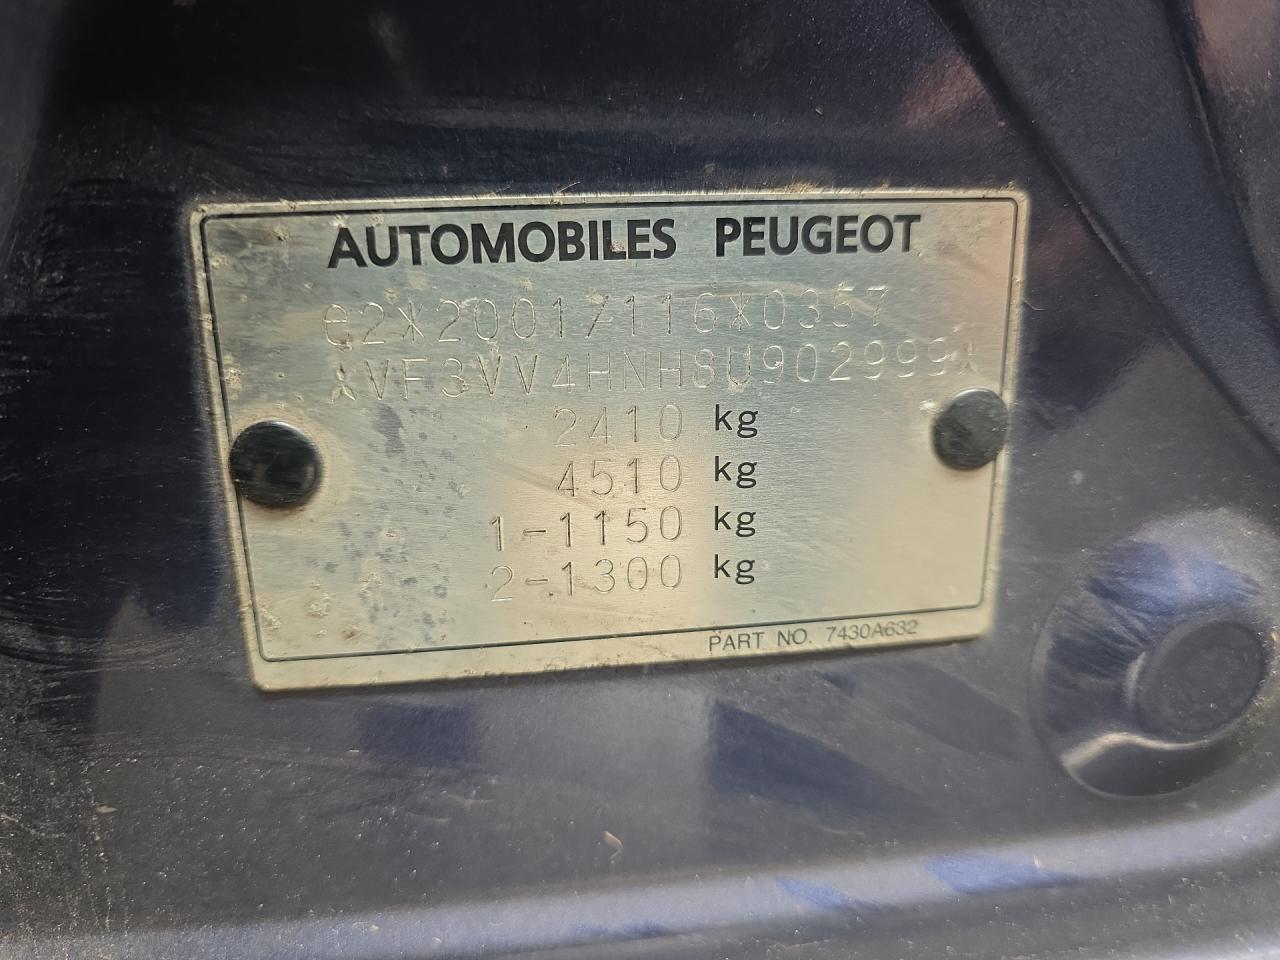 AUTOMOBILES PEUGEOT
e2*2001/116*0357
*VF3VV4HNH8U902999*
2410 kg
4510 kg
1-1150 kg
2-1300 kg
PART NO. 7430A632